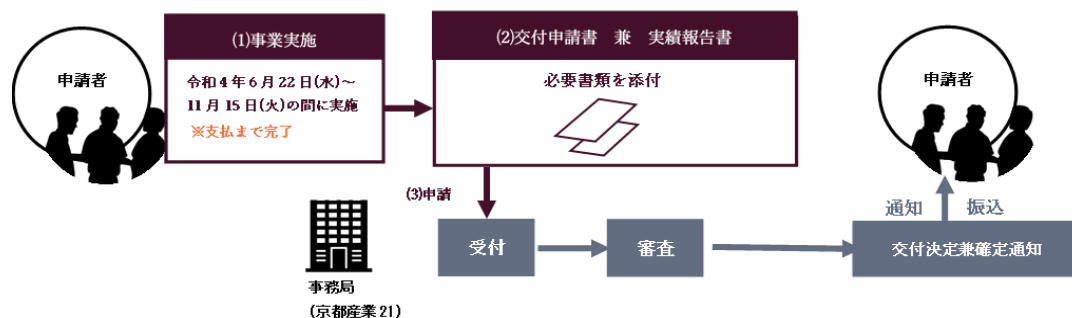 申請者
(1)事業実施
令和4年6月22日(水)～
11月15日(火)の間に実施
※支払まで完了
(2)交付申請書　兼　実績報告書
必要書類を添付
申請者
(3)申請
通知　振込
受付
審査
交付決定兼確定通知
事務局
(京都産業21)